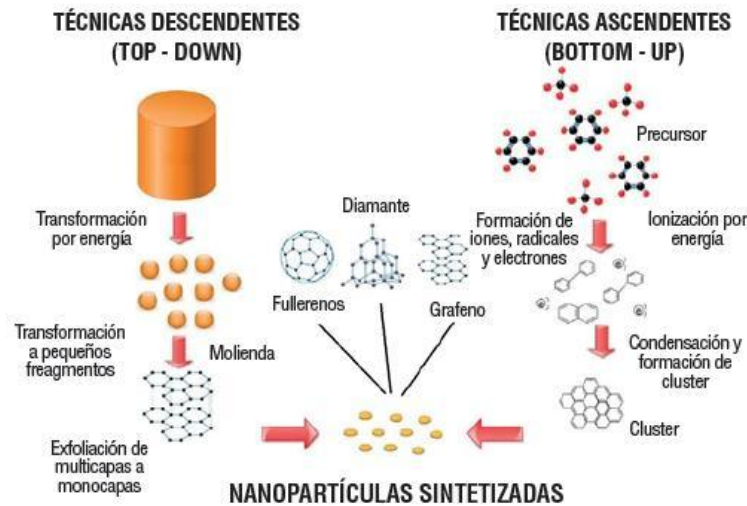 TÉCNICAS DESCENDENTES
(TOP - DOWN)
Transformación
por energía
Transformación
a pequeños
freagmentos
Molienda
Exfoliación de
multicapas a
monocapas
Diamante
Fullerenos
Grafeno
TÉCNICAS ASCENDENTES
(BOTTOM - UP)
Precursor
Formación de
iones, radicales
y electrones
Ionización por
energía
Condensación y
formación de
cluster
Cluster
NANOPARTÍCULAS SINTETIZADAS